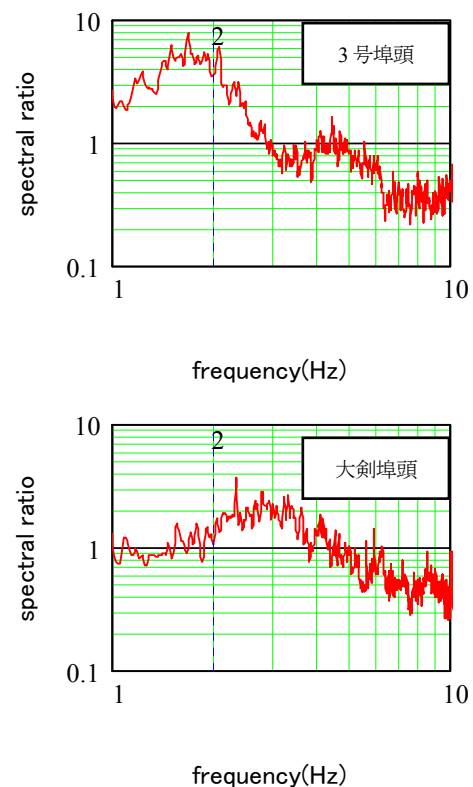 10
2
3号埠頭
spectral ratio
1
0.1
1
10
frequency(Hz)
10
2
大剣埠頭
spectral ratio
1
0.1
1
10
frequency(Hz)